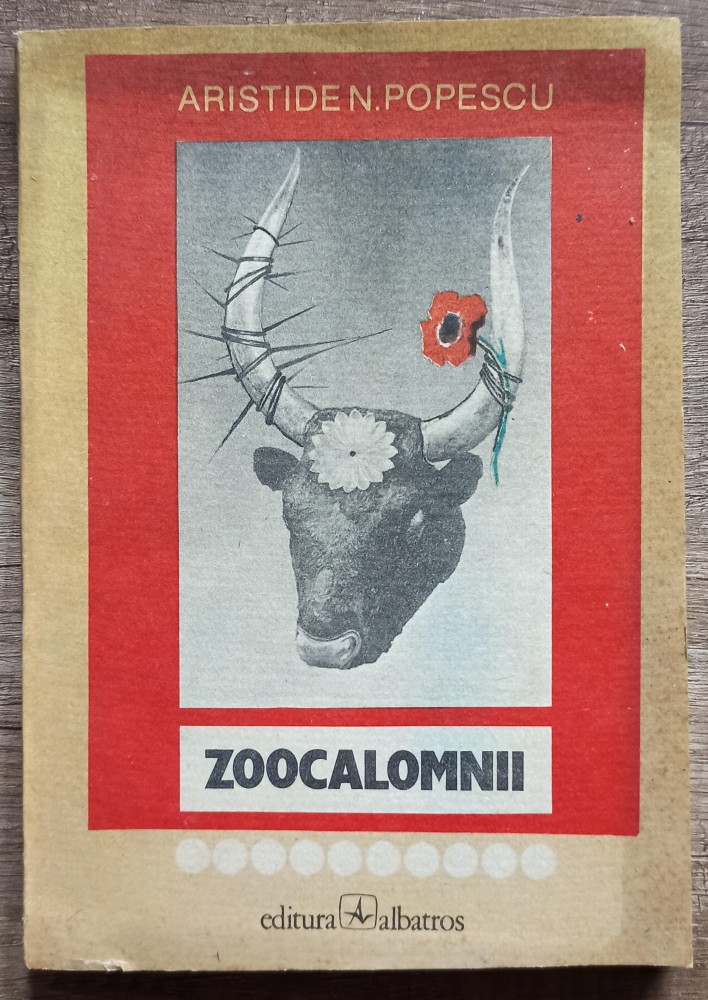 ARISTIDE N. POPESCU
ZOOCALOMNII
editura albatros